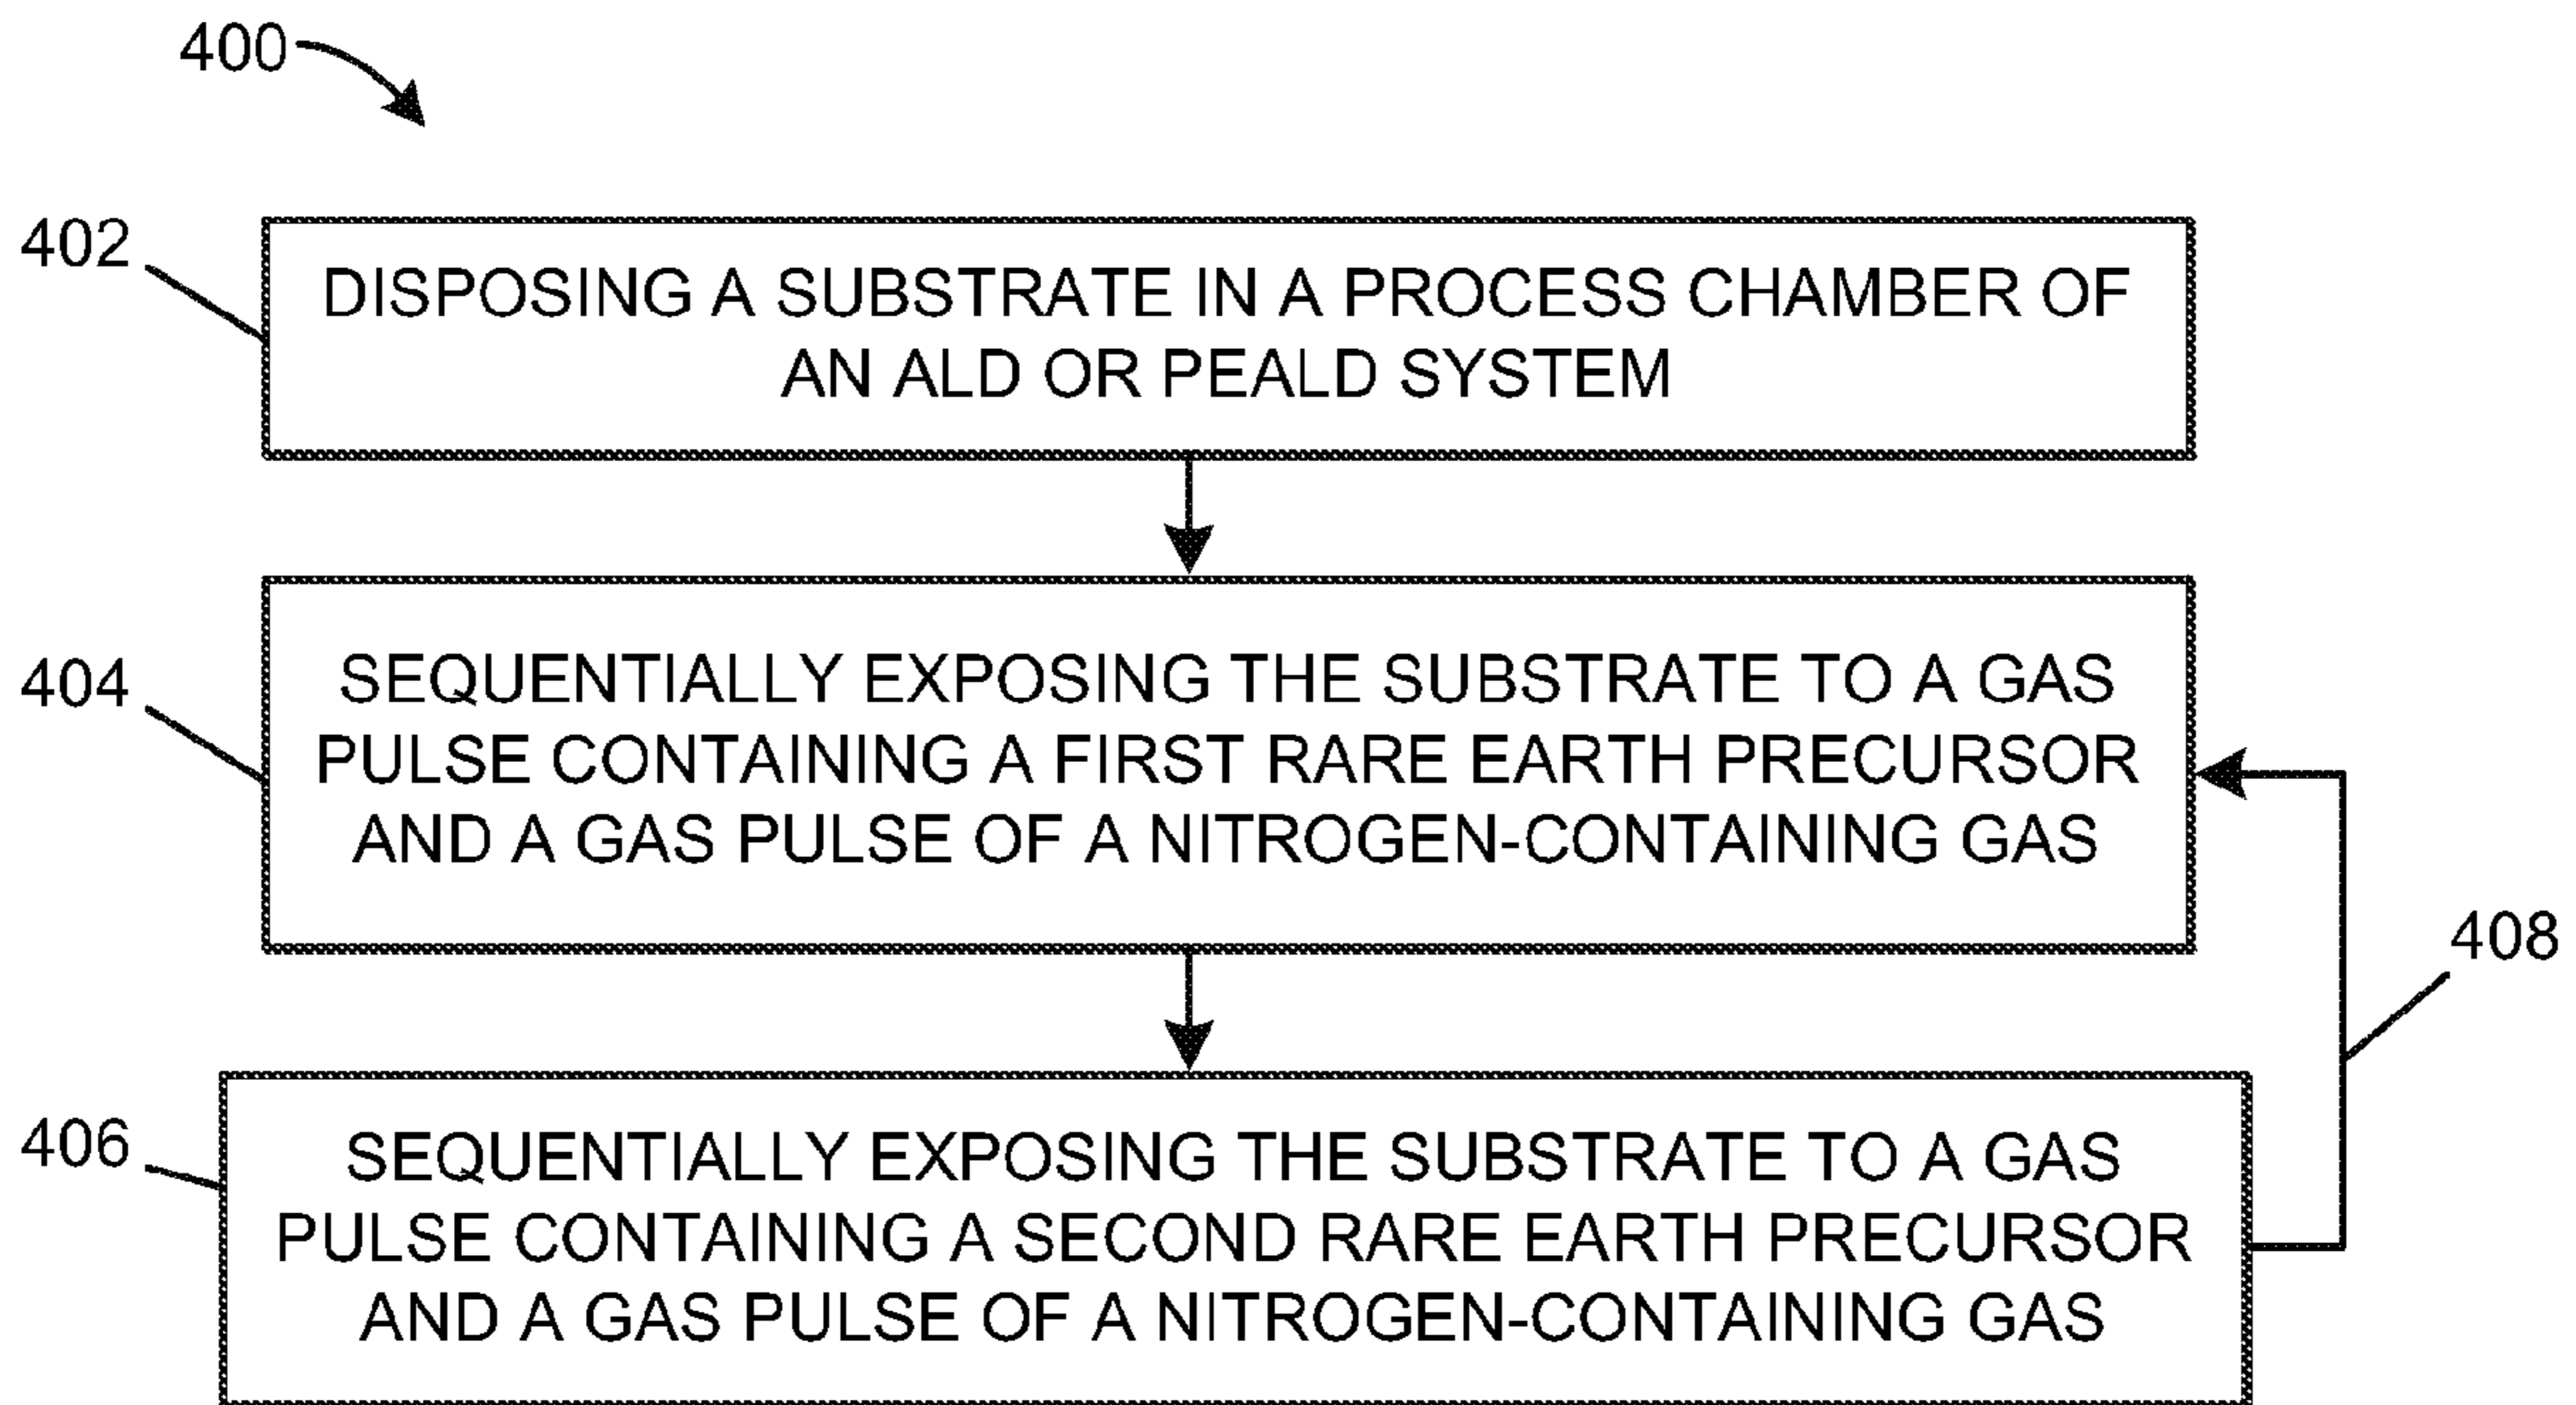 400
402
DISPOSING A SUBSTRATE IN A PROCESS CHAMBER OF
AN ALD OR PEALD SYSTEM
404
SEQUENTIALLY EXPOSING THE SUBSTRATE TO A GAS
PULSE CONTAINING A FIRST RARE EARTH PRECURSOR
AND A GAS PULSE OF A NITROGEN-CONTAINING GAS
408
406
SEQUENTIALLY EXPOSING THE SUBSTRATE TO A GAS
PULSE CONTAINING A SECOND RARE EARTH PRECURSOR
AND A GAS PULSE OF A NITROGEN-CONTAINING GAS